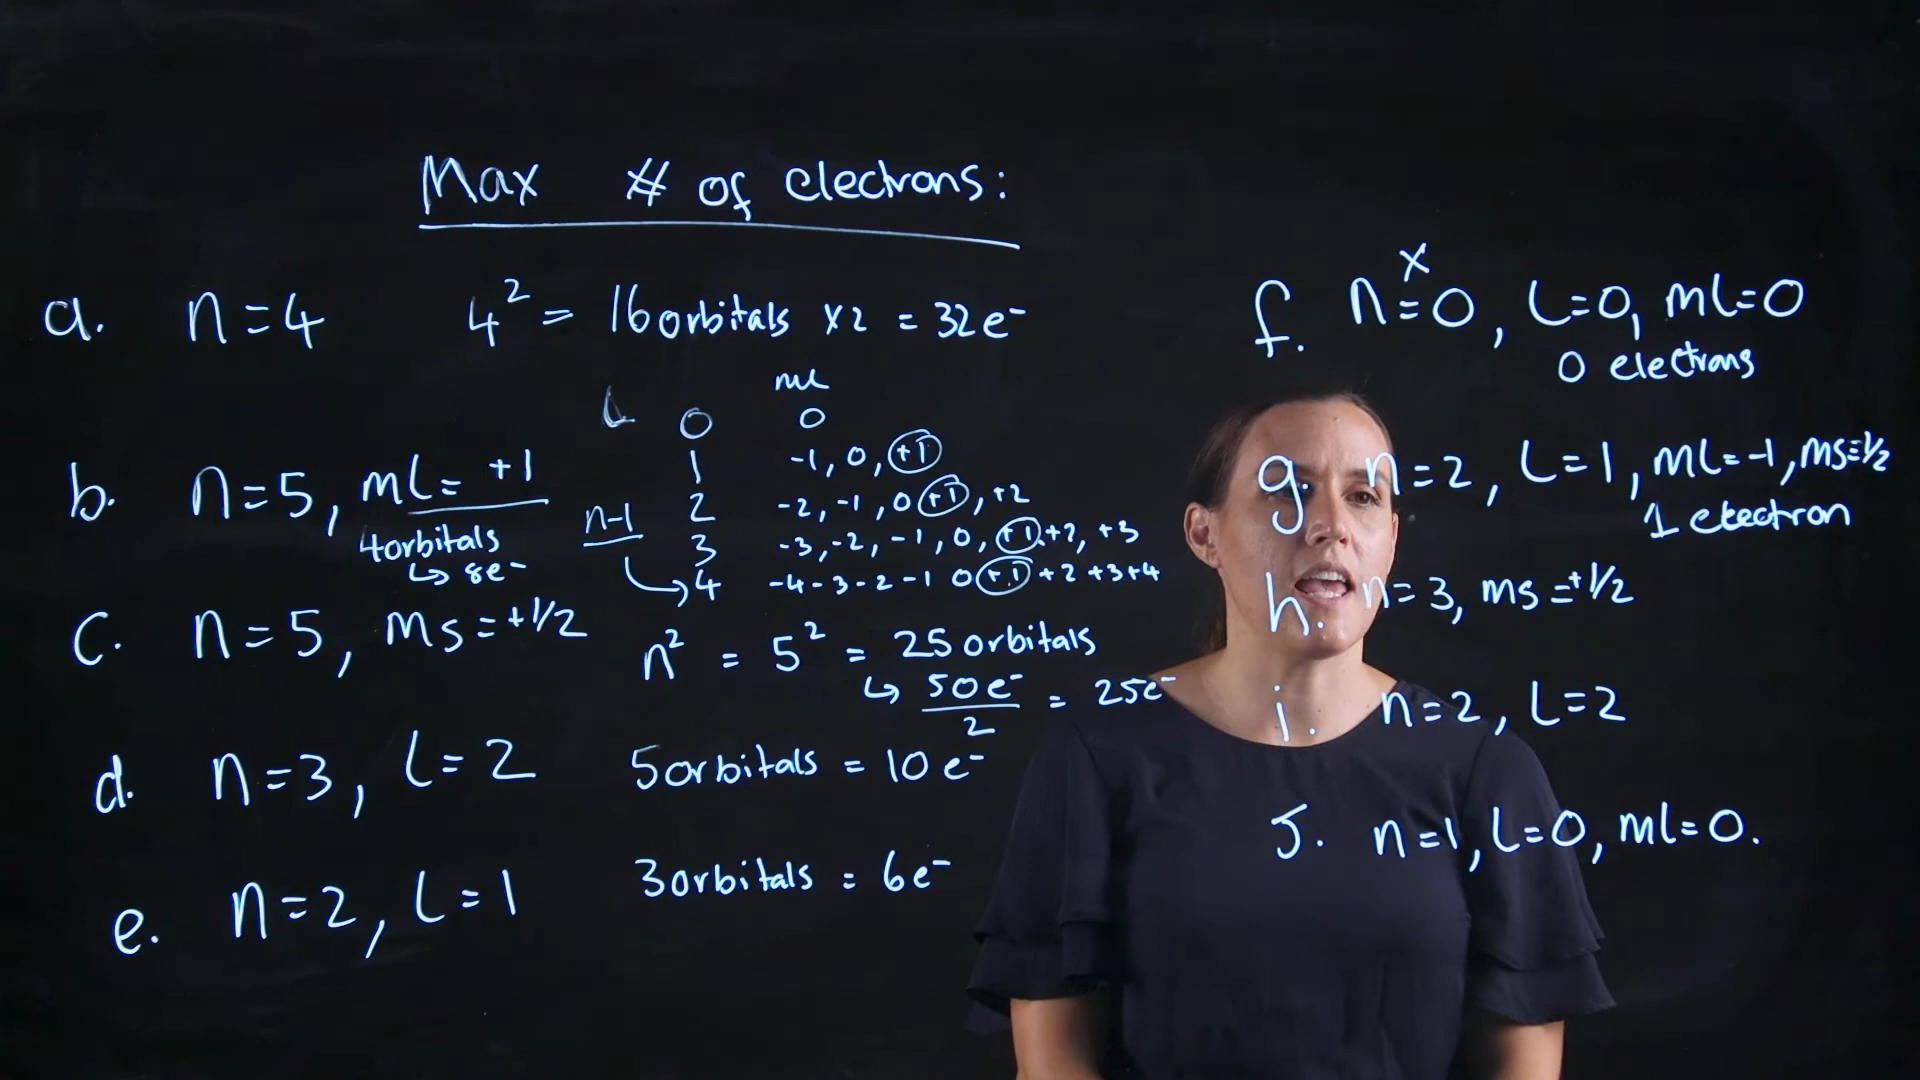 Max # of electrons:
a. n=4 4² = 16 orbitals x2 = 32e⁻
L ml
0 0
b. n=5, ml= +1
4 orbitals
↳ 8e⁻
1 -1, 0, +1
n-1 2 -2, -1, 0 +1, +2
3 -3, -2, -1, 0, +1, +2, +3
4 -4 -3 -2 -1 0 +1 +2 +3 +4
c. n=5, ms=+1/2 n² = 5² = 25 orbitals
↳ 50e⁻/2 = 25e⁻
d. n=3, l=2 5 orbitals = 10e⁻
e. n=2, l=1 3 orbitals = 6e⁻
f. n=0, l=0, ml=0
x
0 electrons
g. n=2, l=1, ml=-1, ms=½
1 electron
h. n=3, ms=+1/2
i. n=2, l=2
J. n=1, l=0, ml=0.